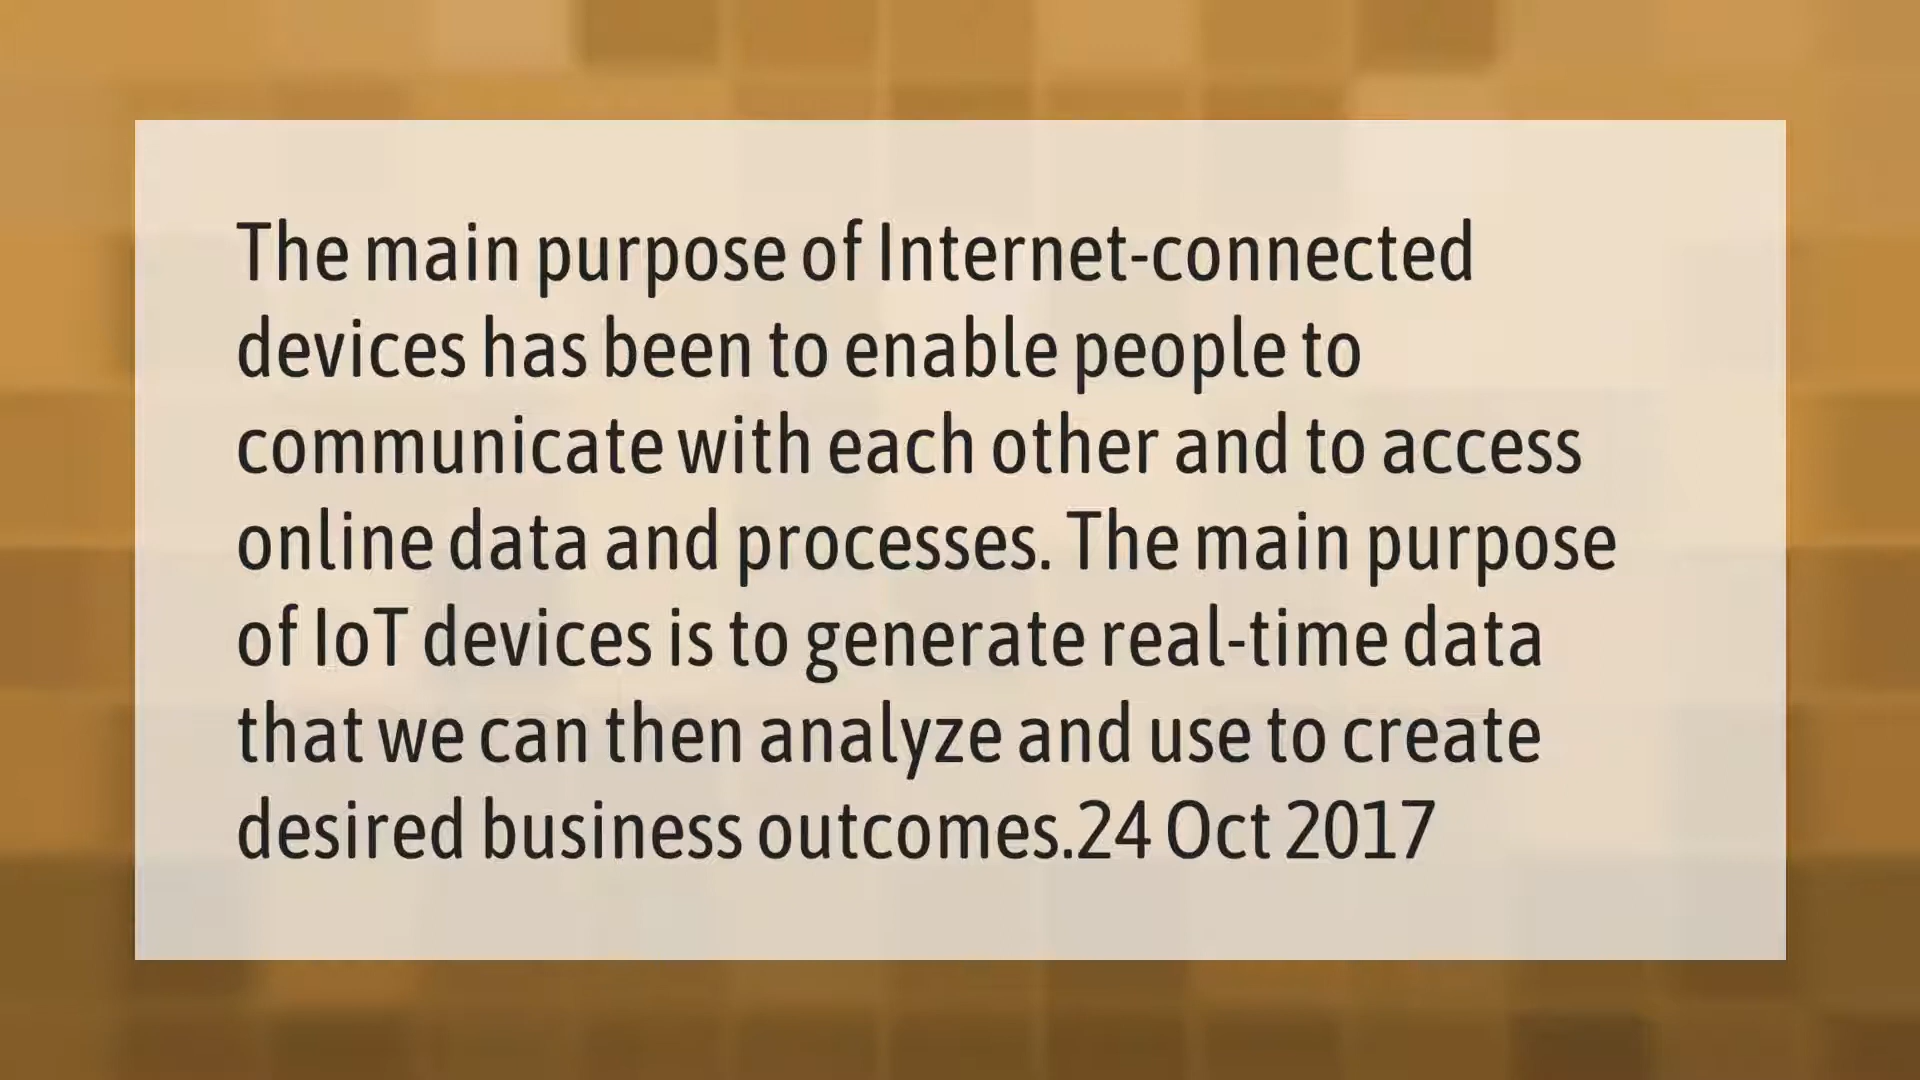 The main purpose of Internet-connected
devices has been to enable people to
communicate with each other and to access
online data and processes. The main purpose
of IoT devices is to generate real-time data
that we can then analyze and use to create
desired business outcomes.24 Oct 2017